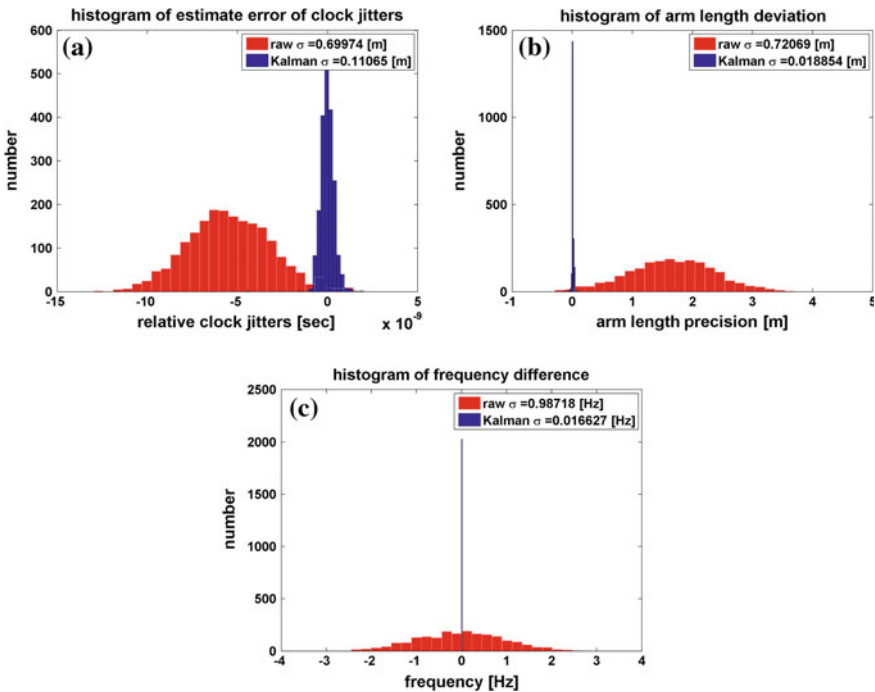 histogram of estimate error of clock jitters
(a)
raw σ =0.69974 [m]
Kalman σ =0.11065 [m]
600
500
400
300
200
100
0
number
-15
-10
-5
0
5
x 10⁻⁹
relative clock jitters [sec]
histogram of arm length deviation
(b)
raw σ =0.72069 [m]
Kalman σ =0.018854 [m]
1500
1000
500
0
number
-1
0
1
2
3
4
5
arm length precision [m]
histogram of frequency difference
(c)
raw σ =0.98718 [Hz]
Kalman σ =0.016627 [Hz]
2500
2000
1500
1000
500
0
number
-4
-3
-2
-1
0
1
2
3
4
frequency [Hz]